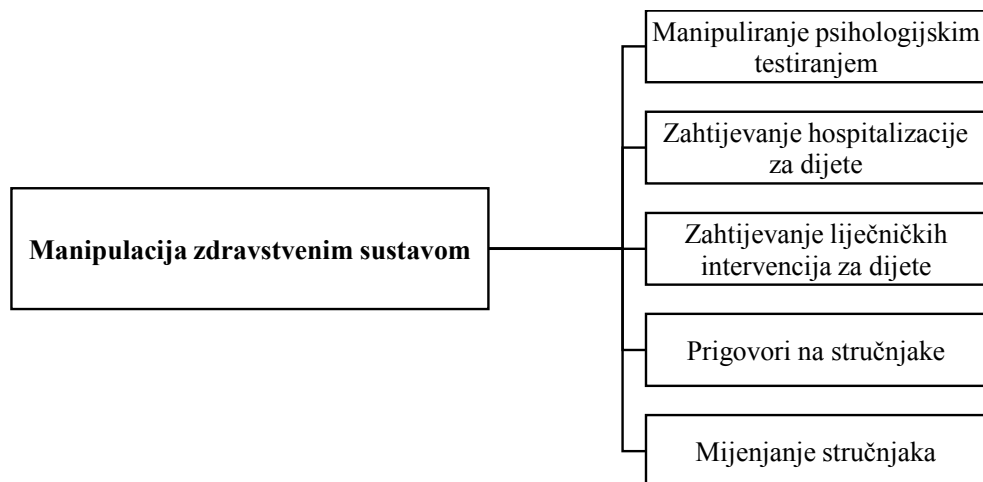 Manipuliranje psihologijskim
testiranjem
Zahtijevanje hospitalizacije
za dijete
Manipulacija zdravstvenim sustavom
Zahtijevanje liječničkih
intervencija za dijete
Prigovori na stručnjake
Mijenjanje stručnjaka